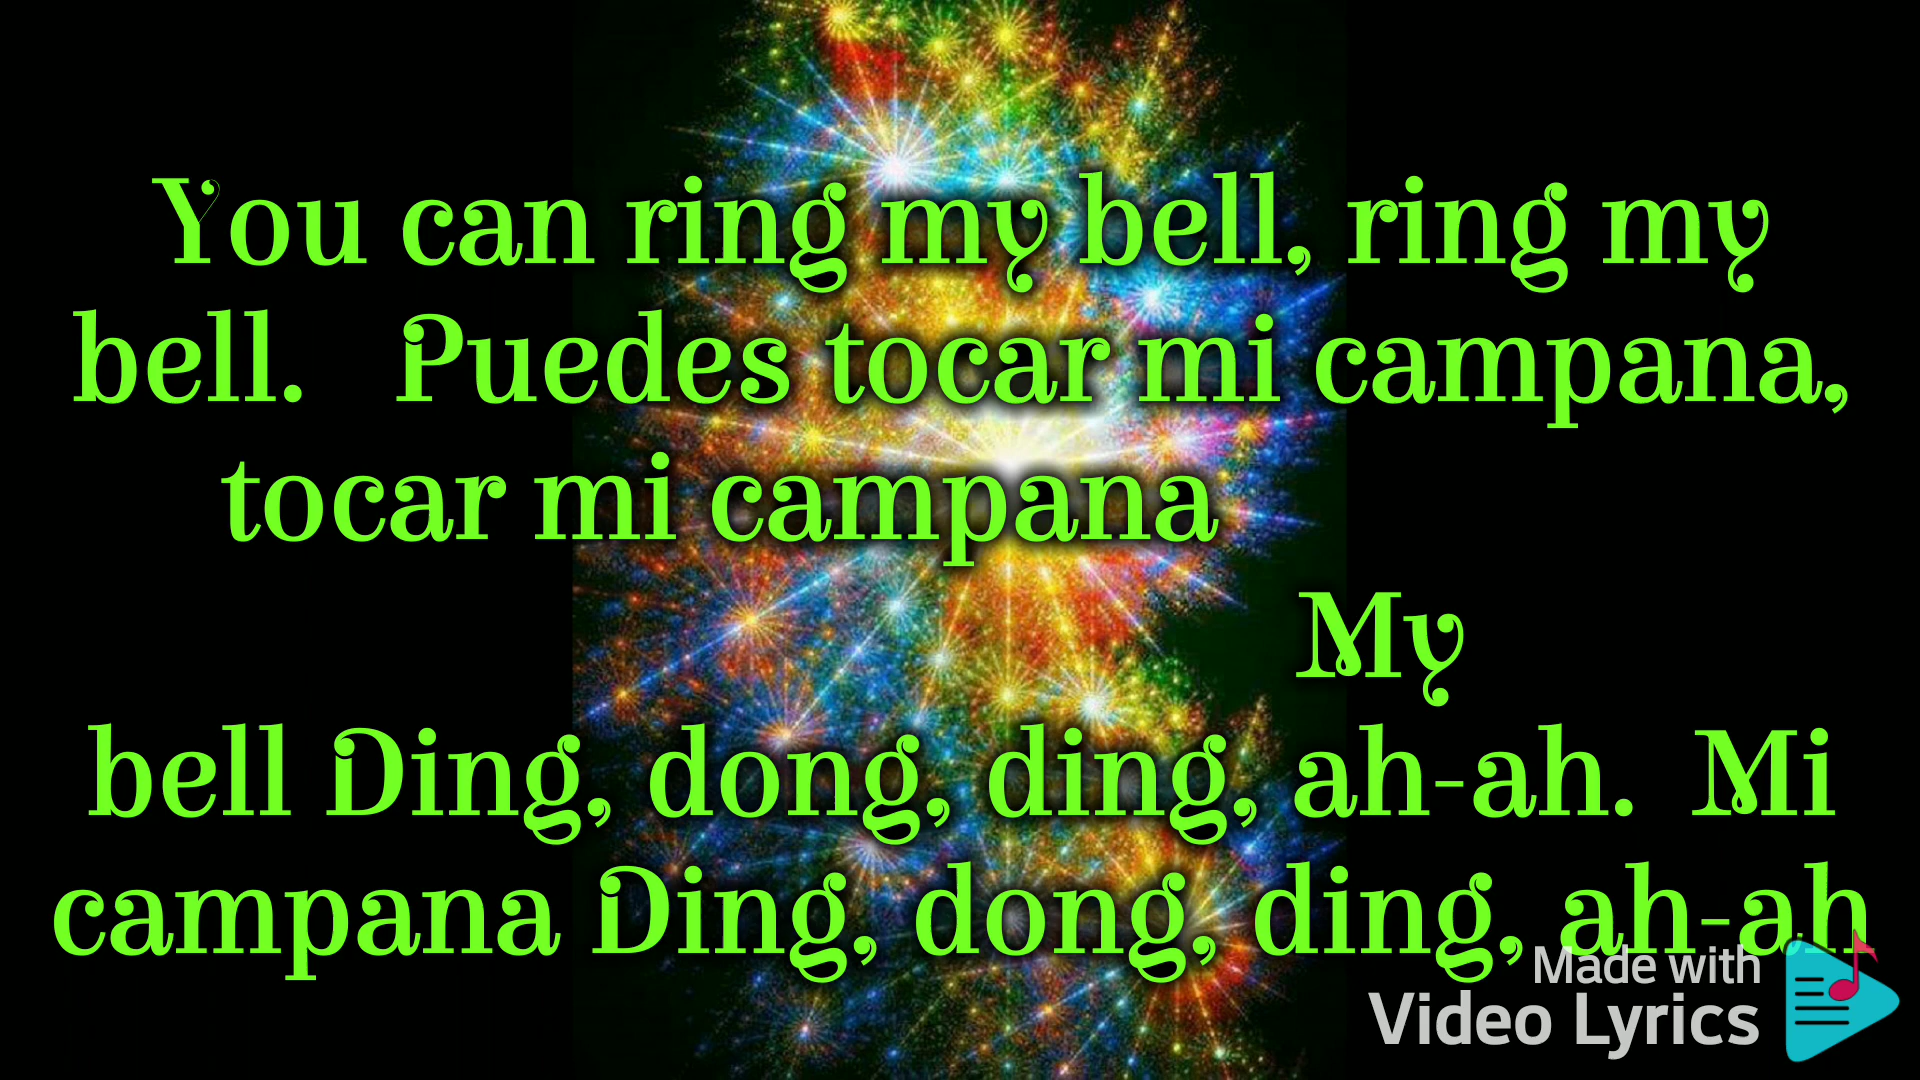 You can ring my bell, ring my
bell. Puedes tocar mi campana,
tocar mi campana
My
bell Ding, dong, ding, ah-ah. Mi
campana Ding, dong, ding, ah-ah
Made with
Video Lyrics